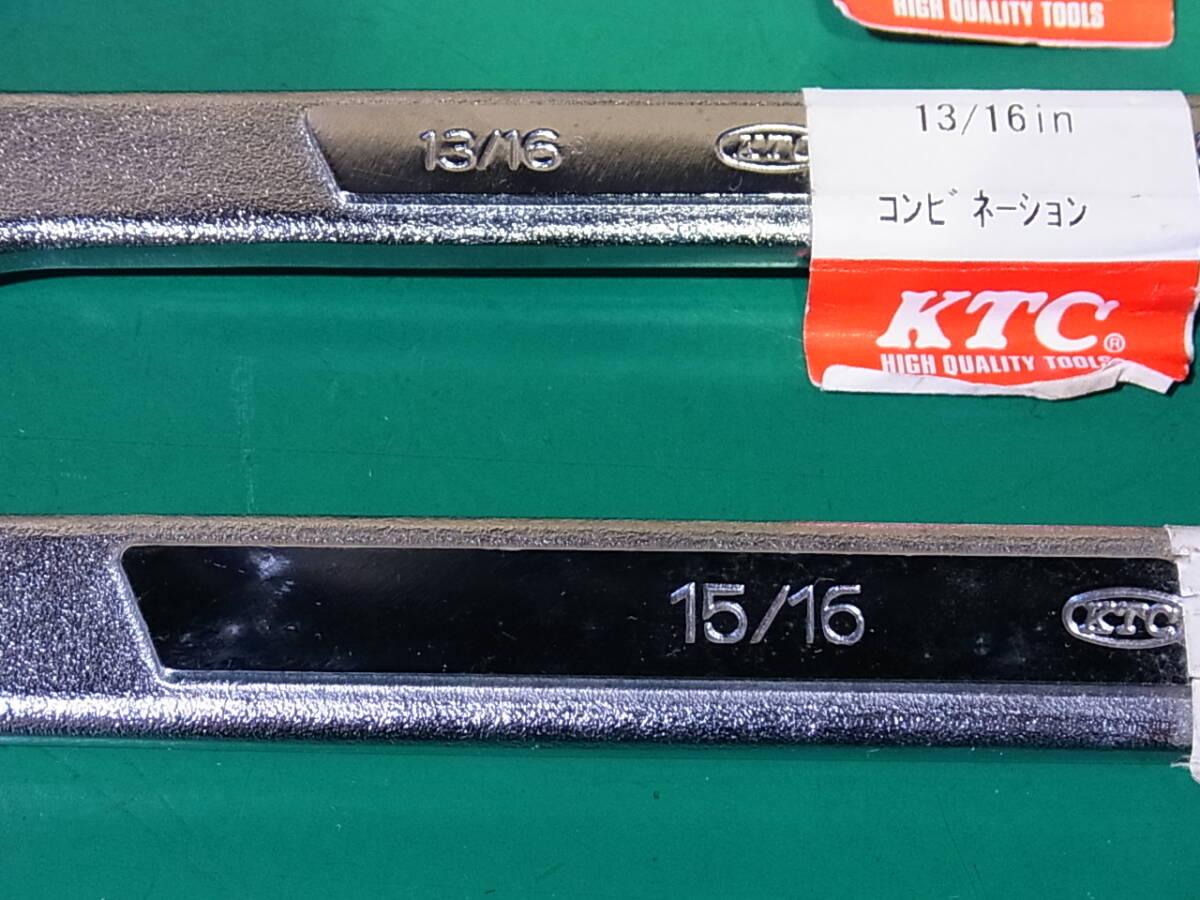 HIGH QUALITY TOOLS
13/16
KTC
13/16in
コンビネーション
KTC®
HIGH QUALITY TOOLS
15/16
KTC